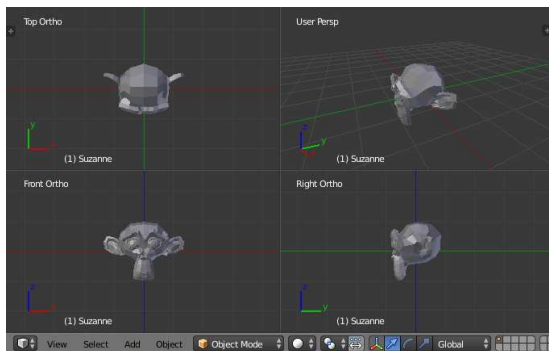 Top Ortho
User Persp
y
x
z
y
(1) Suzanne
(1) Suzanne
Front Ortho
Right Ortho
z
x
z
y
(1) Suzanne
(1) Suzanne
View Select Add Object Object Mode Global